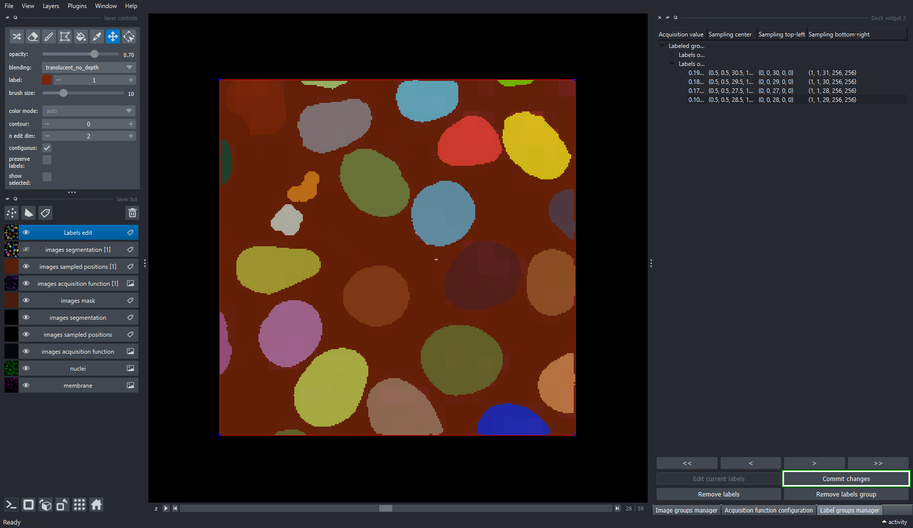 File View Layers Plugins Window Help
layer controls
opacity: 0.70
blending: translucent_no_depth
label: 1
brush size: 10
color mode: auto
contour: 0
n edit dim: 2
contiguous:
preserve
labels:
show
selected:
layer list
Labels edit
images segmentation [1]
images sampled positions [1]
images acquisition function [1]
images mask
images segmentation
images sampled positions
images acquisition function
nuclei
membrane
Ready
z 28 59
Dock widget 3
Acquisition value Sampling center Sampling top-left Sampling bottom-right
Labeled gro...
Labels o...
Labels o...
0.19... (0.5, 0.5, 30.5, 1... (0, 0, 30, 0, 0) (1, 1, 31, 256, 256)
0.18... (0.5, 0.5, 29.5, 1... (0, 0, 29, 0, 0) (1, 1, 30, 256, 256)
0.17... (0.5, 0.5, 27.5, 1... (0, 0, 27, 0, 0) (1, 1, 28, 256, 256)
0.10... (0.5, 0.5, 28.5, 1... (0, 0, 28, 0, 0) (1, 1, 29, 256, 256)
<< < > >>
Edit current labels Commit changes
Remove labels Remove labels group
Image groups manager Acquisition function configuration Label groups manager
activity